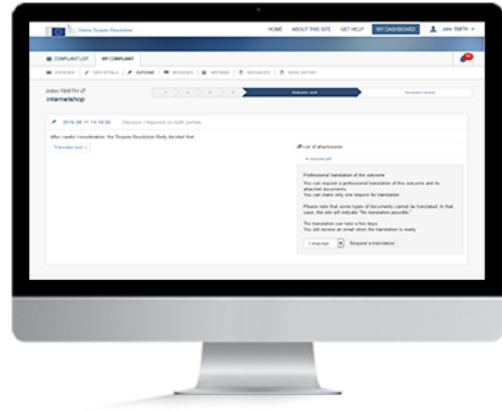 Online Dispute Resolution
HOME ABOUT THIS SITE GET HELP MY DASHBOARD John SMITH
COMPLAINT LIST MY COMPLAINT
OVERVIEW VIEW DETAILS OUTCOME MESSAGES MEETINGS DOCUMENTS SHOW HISTORY
John SMITH
internetshop
Outcome sent
2016-04-11 14:16:06 Decision / Imposed on both parties
After careful consideration, the Dispute Resolution Body decided that
Translate text
List of attachments
outcome.pdf
Professional translation of the outcome
You can request a professional translation of this outcome and its
attached documents.
You can make only one request for translation
Please note that some types of documents cannot be translated. In that
case, the site will indicate "No translation possible."
The translation can take a few days.
You will receive an email when the translation is ready
Language Request a translation